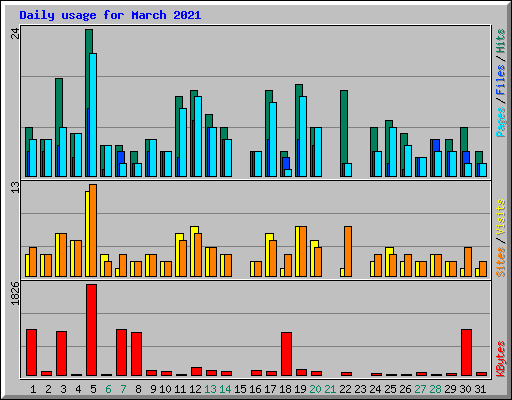 Daily usage for March 2021
24
Pages / Files / Hits
13
Sites / Visits
1826
KBytes
1 2 3 4 5 6 7 8 9 10 11 12 13 14 15 16 17 18 19 20 21 22 23 24 25 26 27 28 29 30 31